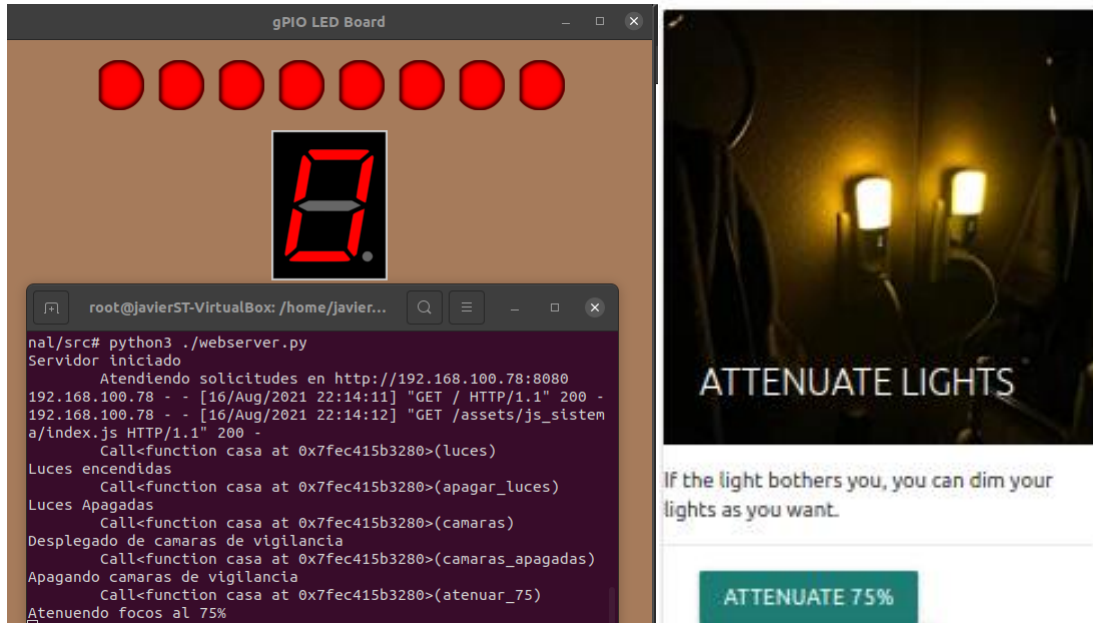 gPIO LED Board
root@javierST-VirtualBox: /home/javier...
nal/src# python3 ./webserver.py
Servidor iniciado
Atendiendo solicitudes en http://192.168.100.78:8080
192.168.100.78 - - [16/Aug/2021 22:14:11] "GET / HTTP/1.1" 200 -
192.168.100.78 - - [16/Aug/2021 22:14:12] "GET /assets/js_sistem
a/index.js HTTP/1.1" 200 -
Call<function casa at 0x7fec415b3280>(luces)
Luces encendidas
Call<function casa at 0x7fec415b3280>(apagar_luces)
Luces Apagadas
Call<function casa at 0x7fec415b3280>(camaras)
Desplegado de camaras de vigilancia
Call<function casa at 0x7fec415b3280>(camaras_apagadas)
Apagando camaras de vigilancia
Call<function casa at 0x7fec415b3280>(atenuar_75)
Atenuendo focos al 75%
ATTENUATE LIGHTS
If the light bothers you, you can dim your
lights as you want.
ATTENUATE 75%